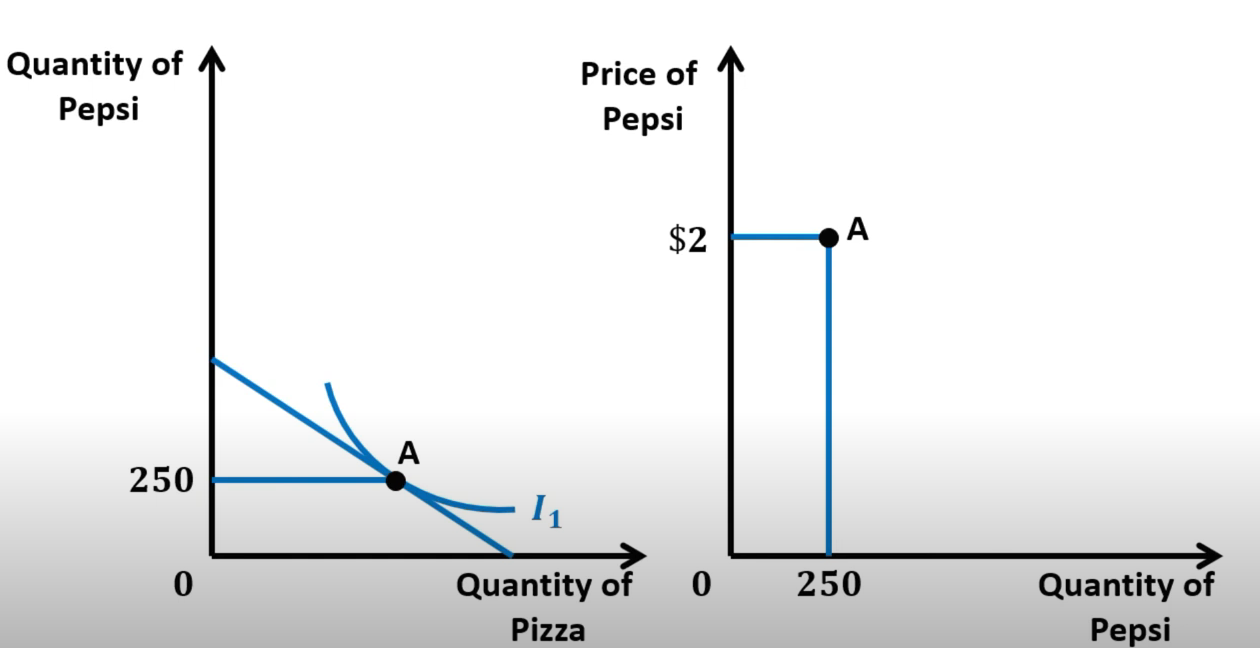 Quantity of
Pepsi
250
A
I1
0
Quantity of
Pizza
Price of
Pepsi
$2
A
0
250
Quantity of
Pepsi